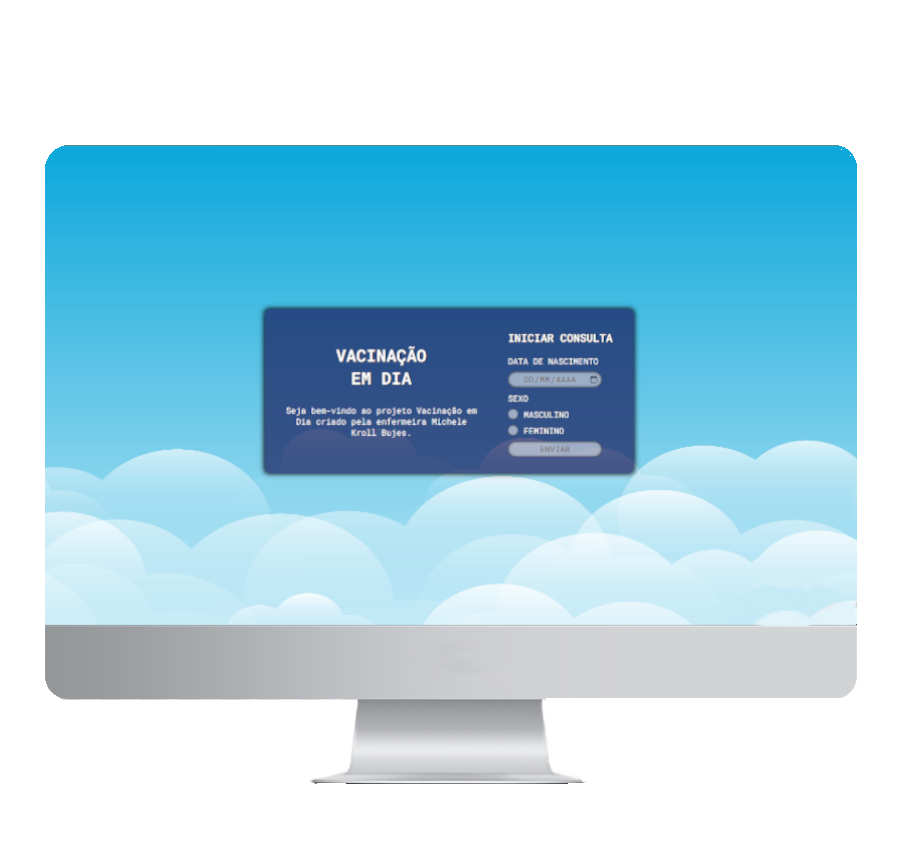 VACINAÇÃO
EM DIA
Seja bem-vindo ao projeto Vacinação em
Dia criado pela enfermeira Michele
Kroll Bujes.
INICIAR CONSULTA
DATA DE NASCIMENTO
DD/MM/AAAA
SEXO
MASCULINO
FEMININO
ENVIAR